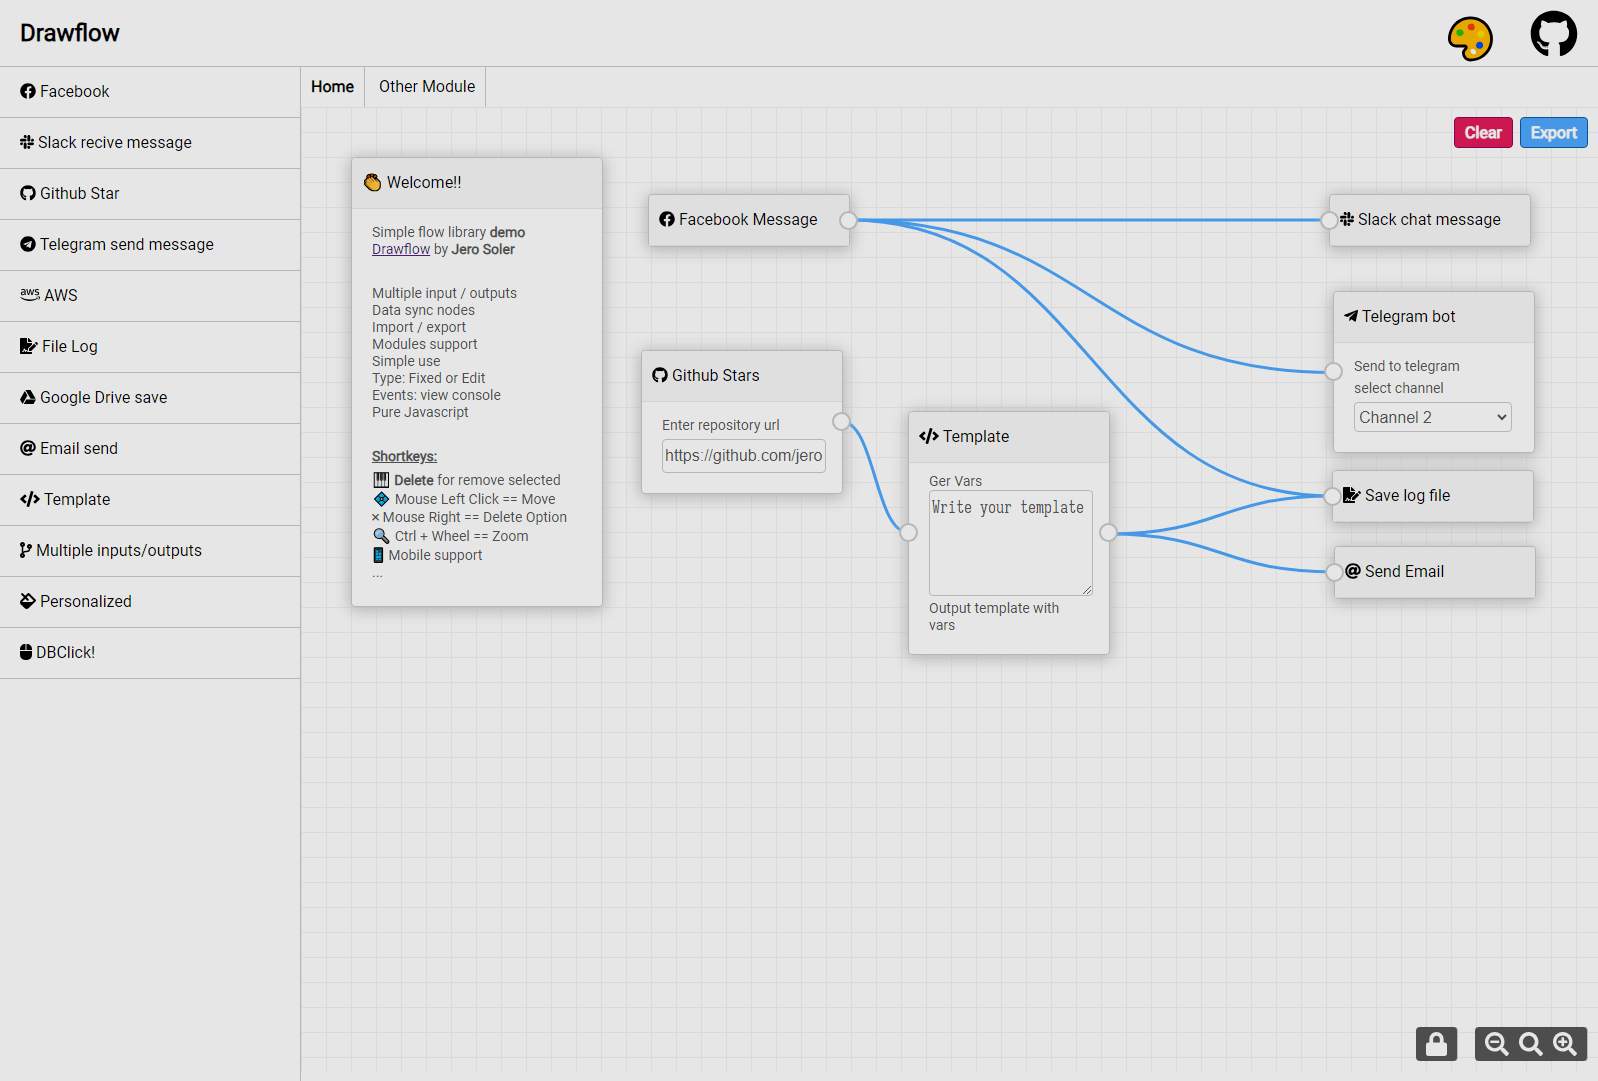 Drawflow
Facebook
Slack recive message
Github Star
Telegram send message
aws AWS
File Log
Google Drive save
Email send
Template
Multiple inputs/outputs
Personalized
DBClick!
Home
Other Module
Clear
Export
Welcome!!
Simple flow library demo
Drawflow by Jero Soler
Multiple input / outputs
Data sync nodes
Import / export
Modules support
Simple use
Type: Fixed or Edit
Events: view console
Pure Javascript
Shortkeys:
Delete for remove selected
Mouse Left Click == Move
× Mouse Right == Delete Option
Ctrl + Wheel == Zoom
Mobile support
...
Facebook Message
Github Stars
Enter repository url
https://github.com/jero
Template
Ger Vars
Write your template
Output template with
vars
Slack chat message
Telegram bot
Send to telegram
select channel
Channel 2
Save log file
Send Email